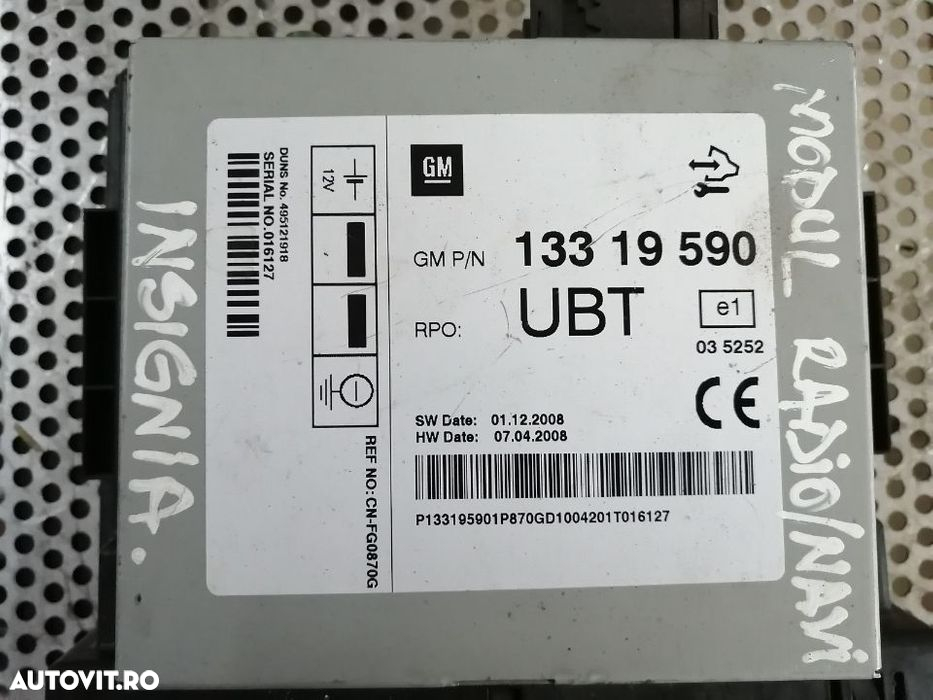 INSIGNIA.
DUNS No. 495121918
SERIAL NO.016127
12V
REF NO: CN-FG0870G
GM
GM P/N 133 19 590
RPO: UBT
e1
03 5252
CE
SW Date: 01.12.2008
HW Date: 07.04.2008
P133195901P870GD1004201T016127
MODUL RADIO/NAVI
AUTOVIT.RO